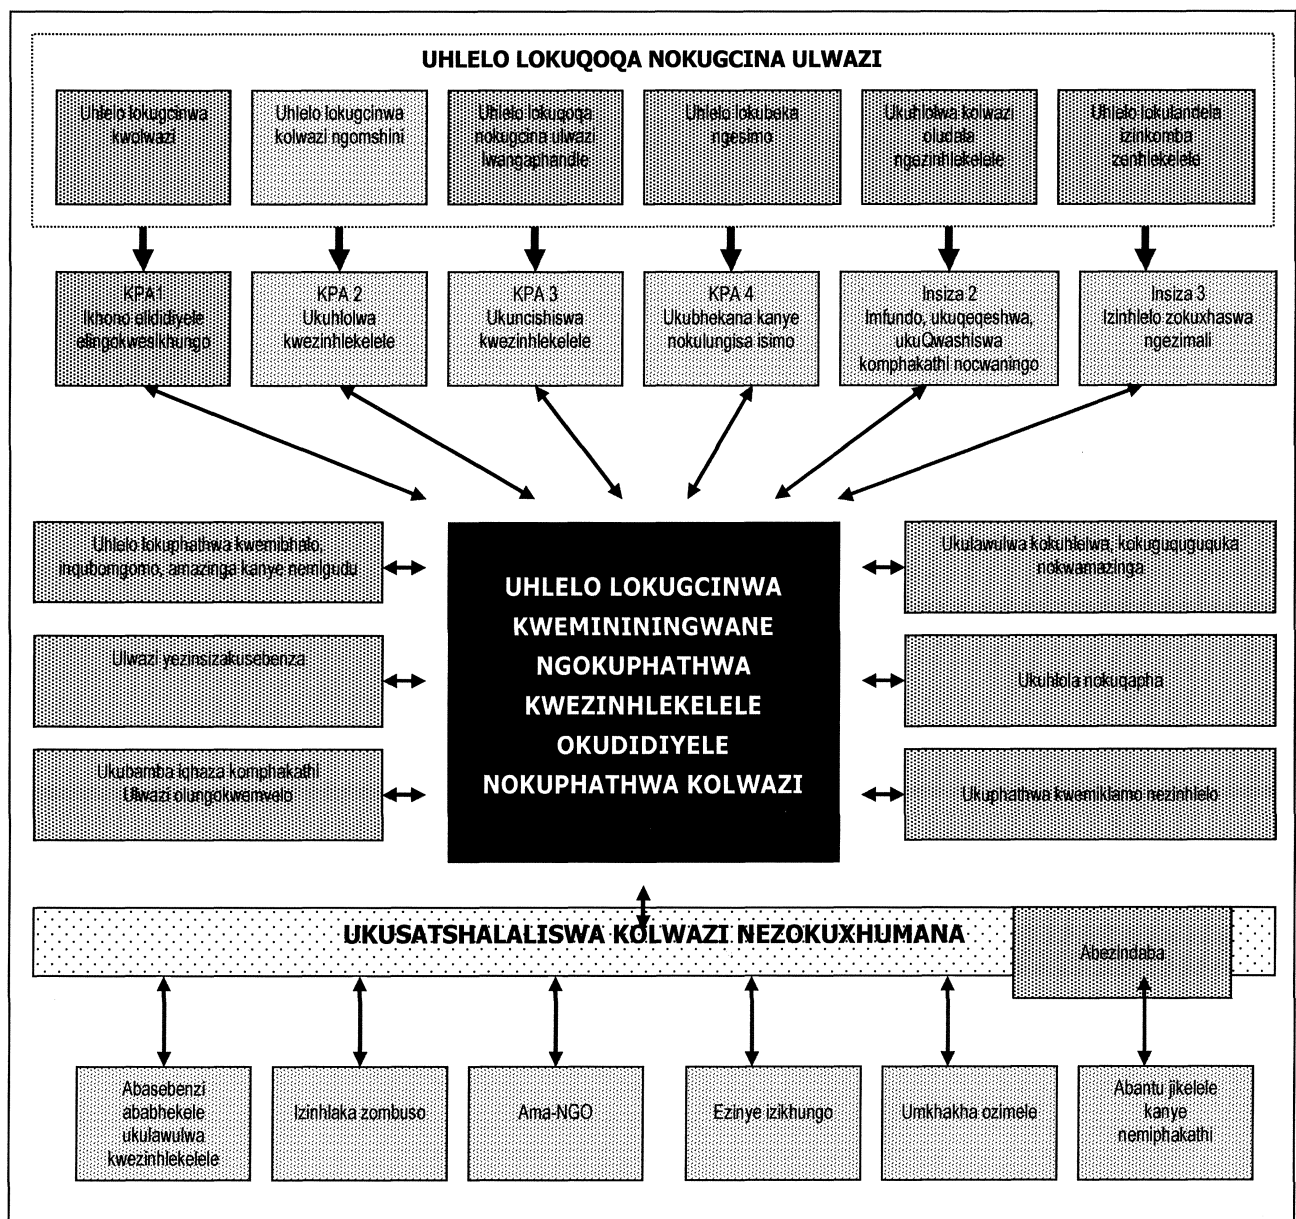 UHLELO LOKUQOQA NOKUGCINA ULWAZI
Uhlelo lokugcinwa
kwolwazi
Uhlelo lokugcinwa
kolwazi ngomshini
Uhlelo lokuqoqa
nokugcina ulwazi
lwangaphandle
Uhlelo lokubeka
ngesimo
Ukuhlolwa kolwazi
oludala
ngezinhlekelele
Uhlelo lokulandela
izinkomba
zenhlekelele
KPA1
Ikhono elididiyele
elingokwesikhungo
KPA 2
Ukuhlolwa
kwezinhlekelele
KPA 3
Ukuncishiswa
kwezinhlekelele
KPA 4
Ukubhekana kanye
nokulungisa isimo
Insiza 2
Imfundo, ukuqeqeshwa,
ukuQwashiswa
komphakathi nocwaningo
Insiza 3
Izinhlelo zokuxhaswa
ngezimali
Uhlelo lokuphathwa kwemibhalo,
inqubomgomo, amazinga kanye nemigudu
Ulwazi yezinsizakusebenza
Ukubamba iqhaza komphakathi
Ulwazi olungokwemvelo
UHLELO LOKUGCINWA
KWEMININININGWANE
NGOKUPHATHWA
KWEZINHLEKELELE
OKUDIDIYELE
NOKUPHATHWA KOLWAZI
Ukulawulwa kokuhlelwa, kokuguquguquka
nokwamazinga
Ukuhlola nokuqapha
Ukuphathwa kwemiklamo nezinhlelo
UKUSATSHALALISWA KOLWAZI NEZOKUXHUMANA
Abezindaba
Abasebenzi
ababhekele
ukulawulwa
kwezinhlekelele
Izinhlaka zombuso
Ama-NGO
Ezinye izikhungo
Umkhakha ozimele
Abantu jikelele
kanye
nemiphakathi